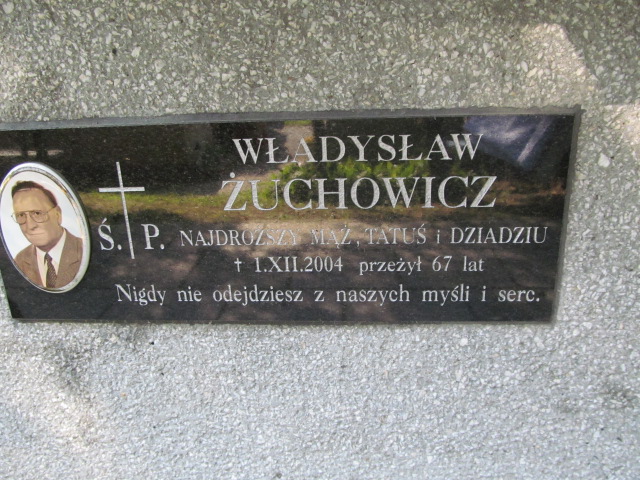 WŁADYSŁAW
ŻUCHOWICZ
Ś. P. NAJDROŻSZY MĄŻ, TATUŚ i DZIADZIU
† 1.XII.2004 przeżył 67 lat
Nigdy nie odejdziesz z naszych myśli i serc.